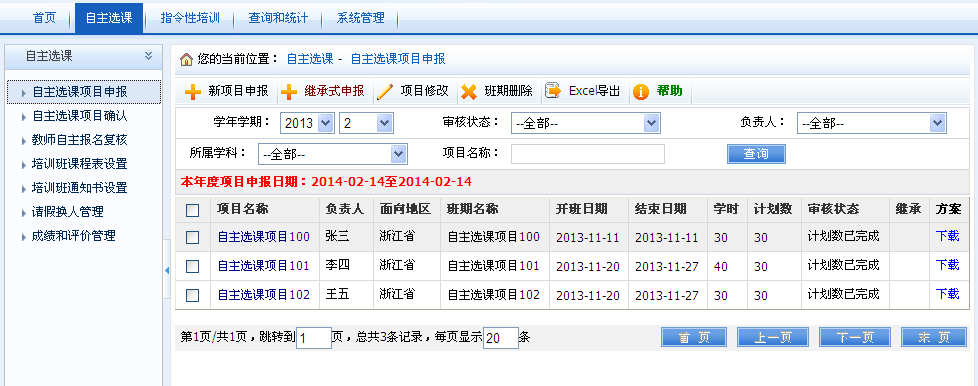 首页 自主选课 指令性培训 查询和统计 系统管理
自主选课
您的当前位置： 自主选课 - 自主选课项目申报
自主选课项目申报
自主选课项目确认
教师自主报名复核
培训班课程表设置
培训班通知书设置
请假换人管理
成绩和评价管理
新项目申报 继承式申报 项目修改 班期删除 Excel导出 帮助
学年学期： 2013 2 审核状态： --全部-- 负责人： --全部--
所属学科： --全部-- 项目名称： 查询
本年度项目申报日期：2014-02-14至2014-02-14
项目名称 负责人 面向地区 班期名称 开班日期 结束日期 学时 计划数 审核状态 继承 方案
自主选课项目100 张三 浙江省 自主选课项目100 2013-11-11 2013-11-11 30 30 计划数已完成 下载
自主选课项目101 李四 浙江省 自主选课项目101 2013-11-20 2013-11-27 40 30 计划数已完成 下载
自主选课项目102 王五 浙江省 自主选课项目102 2013-11-20 2013-11-27 30 30 计划数已完成 下载
第1页/共1页，跳转到 1 页，总共3条记录，每页显示 20 条 首 页 上一页 下一页 末 页